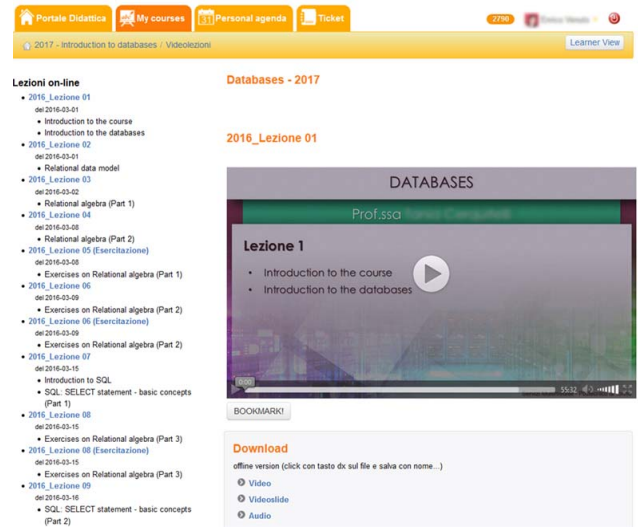 Portale Didattica
My courses
Personal agenda
Ticket
2790
2017 - Introduction to databases / Videolezioni
Learner View
Lezioni on-line
2016_Lezione 01
del 2016-03-01
Introduction to the course
Introduction to the databases
2016_Lezione 02
del 2016-03-01
Relational data model
2016_Lezione 03
del 2016-03-02
Relational algebra (Part 1)
2016_Lezione 04
del 2016-03-08
Relational algebra (Part 2)
2016_Lezione 05 (Esercitazione)
del 2016-03-08
Exercises on Relational algebra (Part 1)
2016_Lezione 06
del 2016-03-09
Exercises on Relational algebra (Part 2)
2016_Lezione 06 (Esercitazione)
del 2016-03-09
Exercises on Relational algebra (Part 2)
2016_Lezione 07
del 2016-03-15
Introduction to SQL
SQL: SELECT statement - basic concepts
(Part 1)
2016_Lezione 08
del 2016-03-15
Exercises on Relational algebra (Part 3)
2016_Lezione 08 (Esercitazione)
del 2016-03-15
Exercises on Relational algebra (Part 3)
2016_Lezione 09
del 2016-03-16
SQL: SELECT statement - basic concepts
(Part 2)
Databases - 2017
2016_Lezione 01
DATABASES
Prof.ssa
Lezione 1
Introduction to the course
Introduction to the databases
0:00
55:32
BOOKMARK!
Download
offline version (click con tasto dx sul file e salva con nome...)
Video
Videoslide
Audio